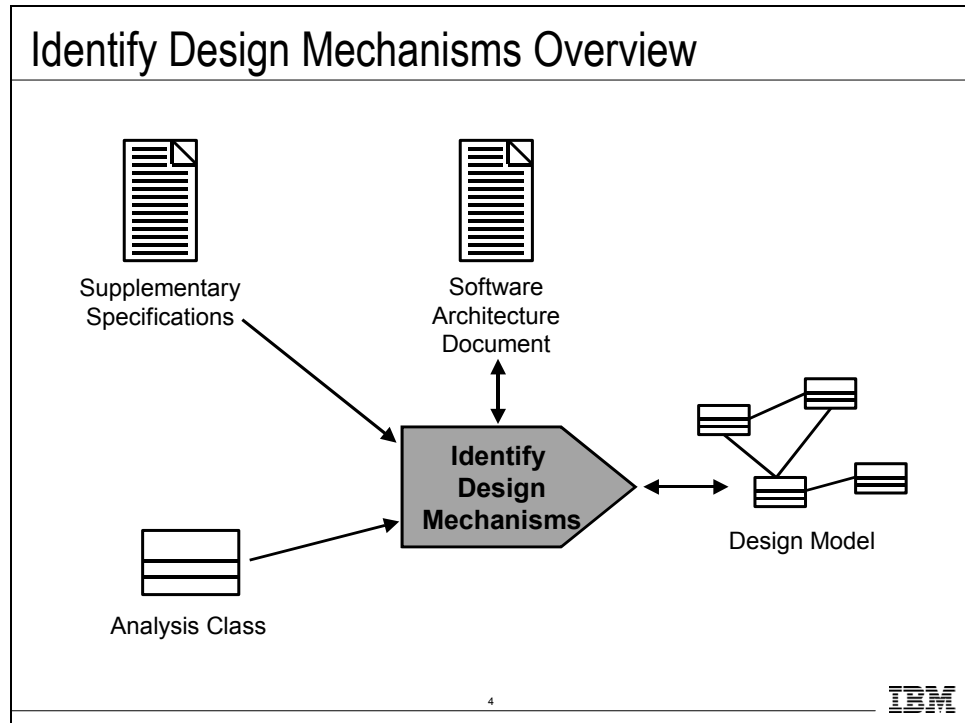 Identify Design Mechanisms Overview
Supplementary
Specifications
Software
Architecture
Document
Identify
Design
Mechanisms
Design Model
Analysis Class
4
IBM